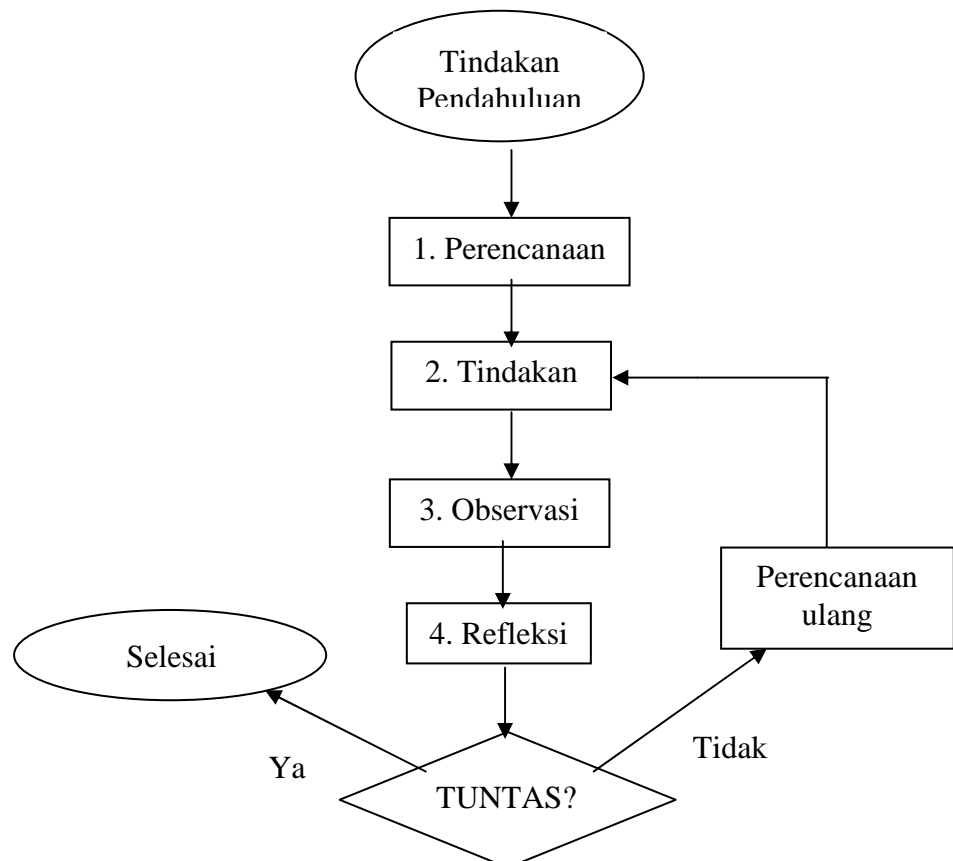 Tindakan
Pendahuluan
1. Perencanaan
2. Tindakan
3. Observasi
Perencanaan
ulang
4. Refleksi
Selesai
Ya
Tidak
TUNTAS?